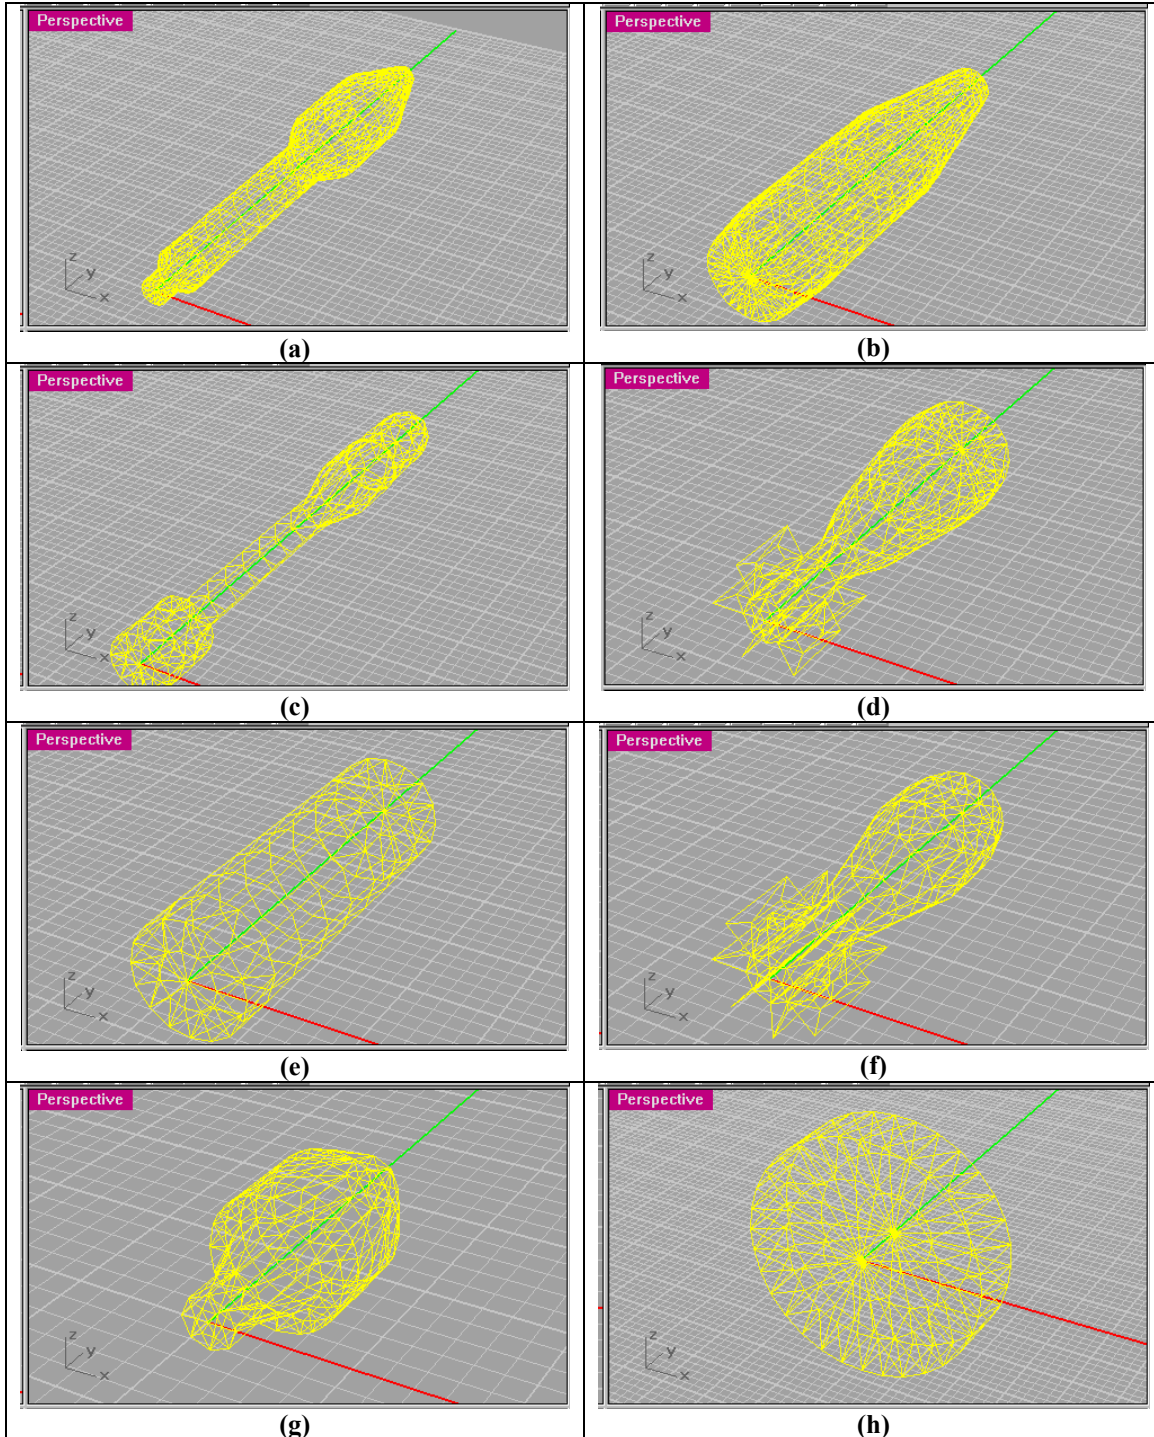 Perspective
z
y
x
(a)
Perspective
z
y
x
(b)
Perspective
z
y
x
(c)
Perspective
z
y
x
(d)
Perspective
z
y
x
(e)
Perspective
z
y
x
(f)
Perspective
z
y
x
(g)
Perspective
z
y
x
(h)